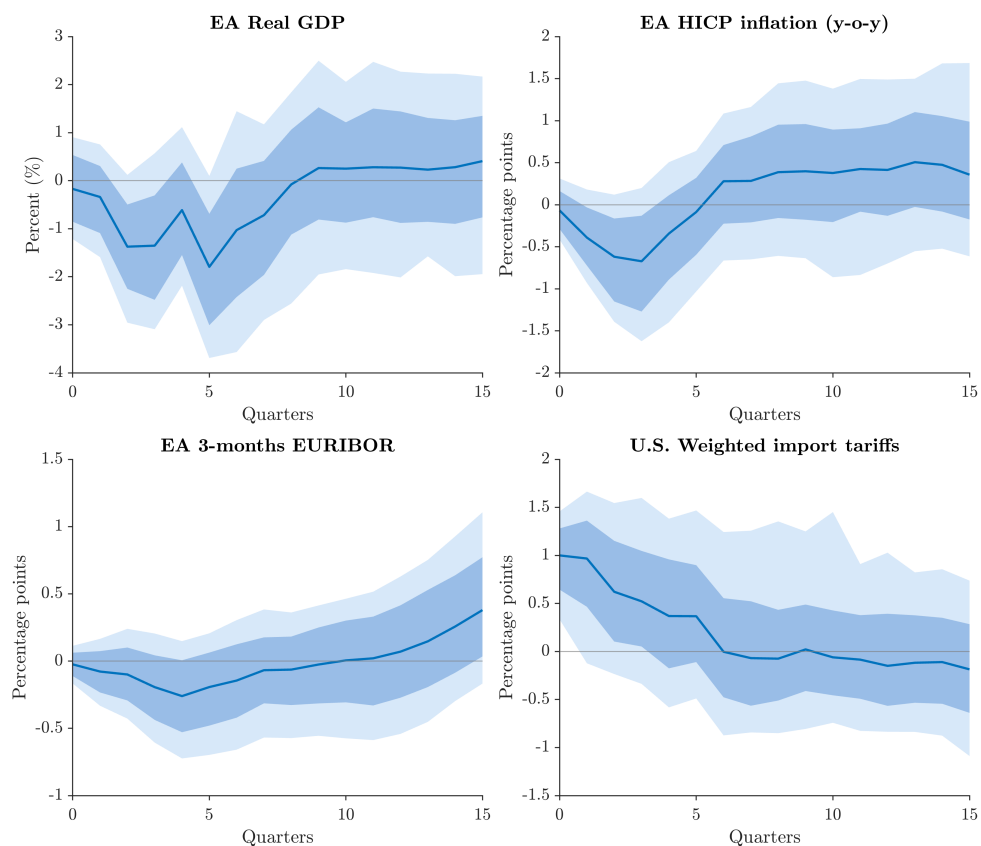 EA Real GDP
3
2
1
0
-1
-2
-3
-4
Percent (%)
0 5 10 15
Quarters
EA HICP inflation (y-o-y)
2
1.5
1
0.5
0
-0.5
-1
-1.5
-2
Percentage points
0 5 10 15
Quarters
EA 3-months EURIBOR
1.5
1
0.5
0
-0.5
-1
Percentage points
0 5 10 15
Quarters
U.S. Weighted import tariffs
2
1.5
1
0.5
0
-0.5
-1
-1.5
Percentage points
0 5 10 15
Quarters